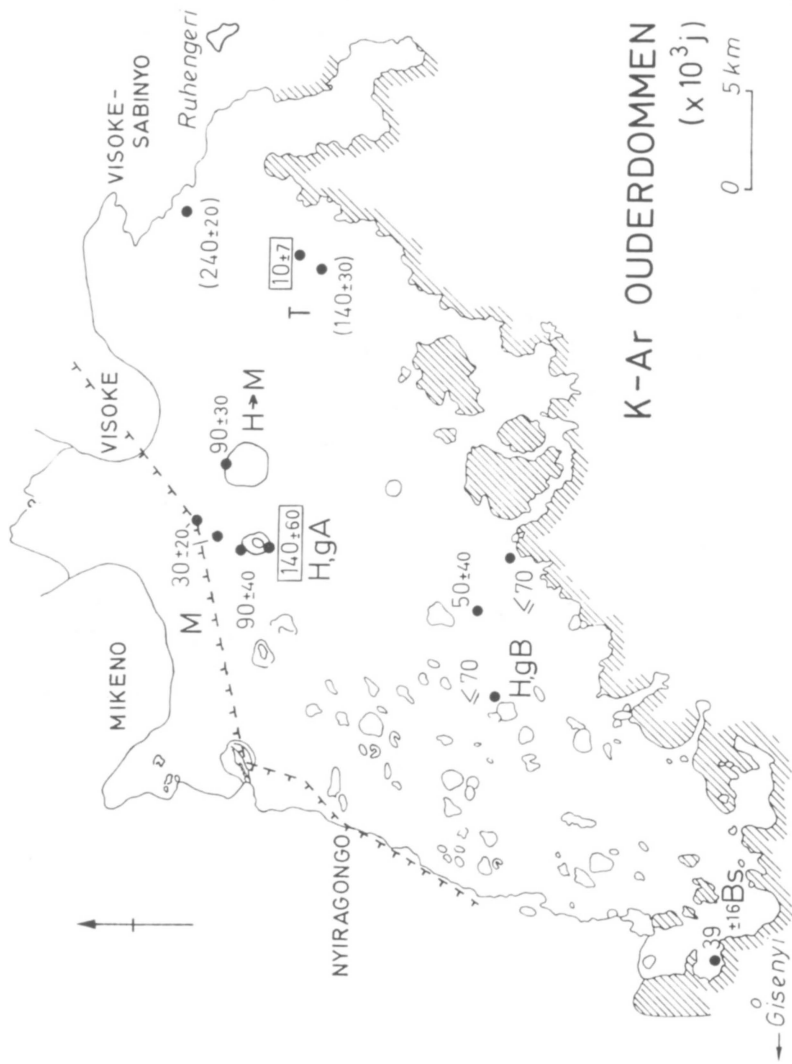 VISOKE-
SABINYO
Ruhengeri
VISOKE
MIKENO
NYIRAGONGO
(240±20)
10±7
T
(140±30)
90±30
H→M
30±20
M
90±40
140±60
H,gA
50±40
≤70
≤70
H,gB
39
±16
Bs
← Gisenyi
K-Ar OUDERDOMMEN
(x 10³ j)
0 5 km